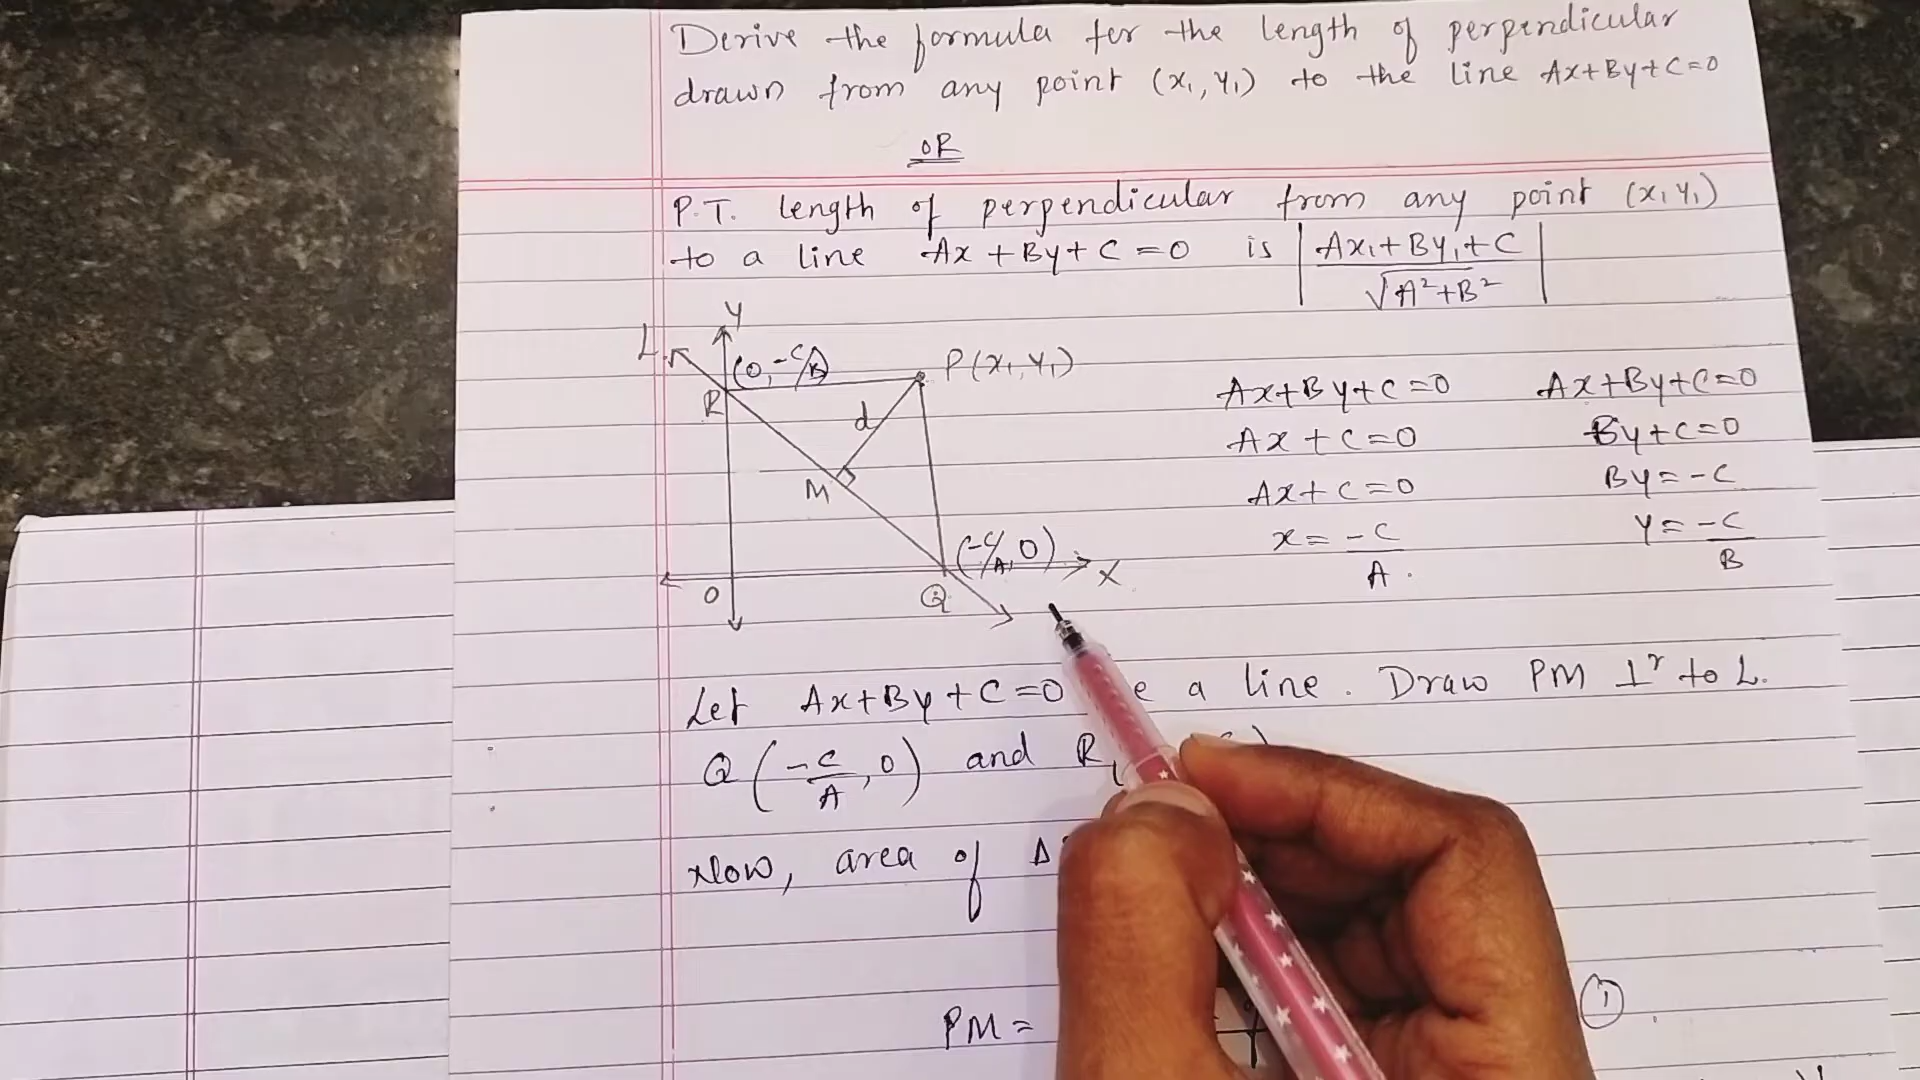 Derive the formula for the length of perpendicular
drawn from any point (x₁, y₁) to the line Ax+By+C=0
OR
P.T. length of perpendicular from any point (x₁ y₁)
to a line Ax + By + C = 0 is | Ax₁ + By₁ + C / √A²+B² |
Y
L
(0, -C/B)
P(x₁, y₁)
R
d
M
(-C/A, 0)
X
O
Q
Ax+By+C=0
Ax + C = 0
Ax + C = 0
x = -C/A.
Ax+By+C=0
By+C=0
By = -C
y = -C/B
Let Ax+By+C=0 a line. Draw PM ⊥ʳ to L.
Q (-C/A, 0) and R
Now, area of Δ
PM =
①